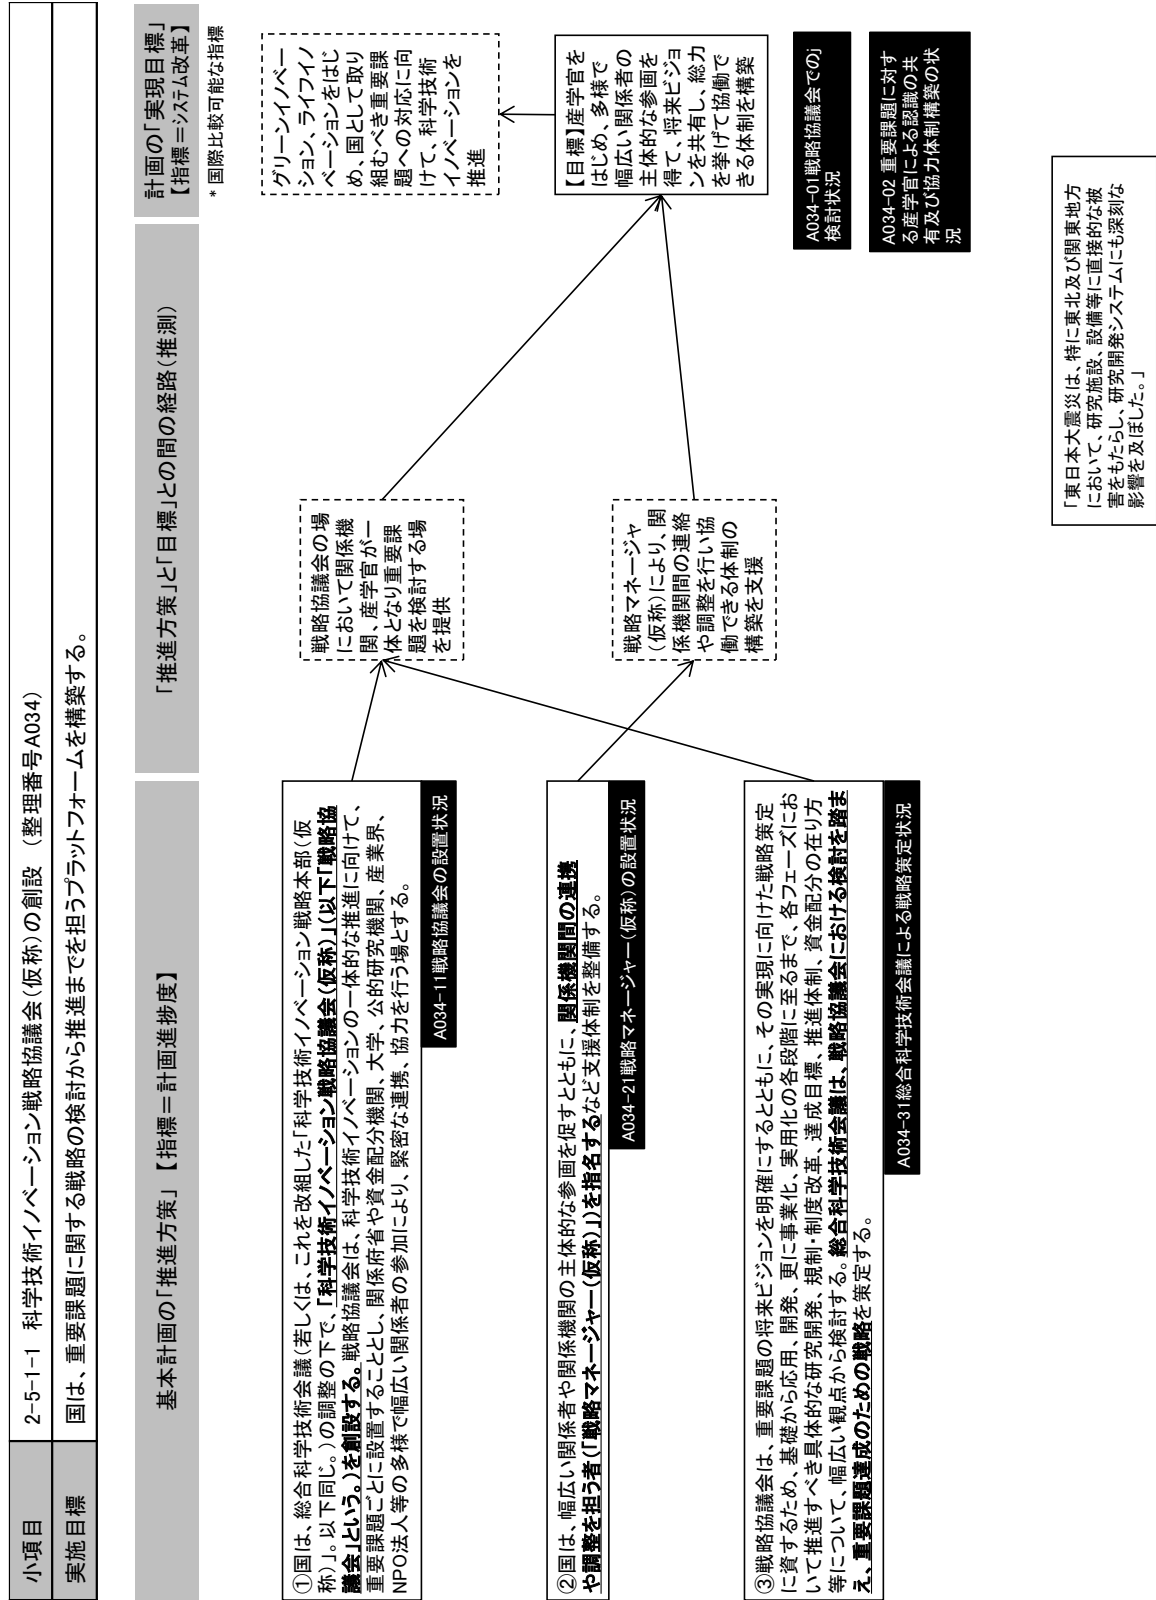 小項目
2-5-1-1 科学技術イノベーション戦略協議会(仮称)の創設 (整理番号A034)
実施目標
国は、重要課題に関する戦略の検討から推進までを担うプラットフォームを構築する。
基本計画の「推進方策」【指標＝計画進捗度】
「推進方策」と「目標」との間の経路(推測)
計画の「実現目標」
【指標＝システム改革】
* 国際比較可能な指標
①国は、総合科学技術会議(若しくは、これを改組した「科学技術イノベーション戦略本部(仮
称)」。以下同じ。)の調整の下で、「科学技術イノベーション戦略協議会(仮称)」(以下「戦略協
議会」という。)を創設する。戦略協議会は、科学技術イノベーションの一体的な推進に向けて、
重要課題ごとに設置することとし、関係府省や資金配分機関、大学、公的研究機関、産業界、
NPO法人等の多様で幅広い関係者の参加により、緊密な連携、協力を行う場とする。
A034-11戦略協議会の設置状況
②国は、幅広い関係者や関係機関の主体的な参画を促すとともに、関係機関間の連携
や調整を担う者(「戦略マネージャー(仮称)」)を指名するなど支援体制を整備する。
A034-21戦略マネージャー(仮称)の設置状況
③戦略協議会は、重要課題の将来ビジョンを明確にするとともに、その実現に向けた戦略策定
に資するため、基礎から応用、開発、更に事業化、実用化の各段階に至るまで、各フェーズにお
いて推進すべき具体的な研究開発、規制・制度改革、達成目標、推進体制、資金配分の在り方
等について、幅広い観点から検討する。総合科学技術会議は、戦略協議会における検討を踏ま
え、重要課題達成のための戦略を策定する。
A034-31総合科学技術会議による戦略策定状況
戦略協議会の場
において関係機
関、産学官が一
体となり重要課
題を検討する場
を提供
戦略マネージャ
(仮称)により、関
係機関間の連絡
や調整を行い協
働できる体制の
構築を支援
グリーンイノベー
ション、ライフイノ
ベーションをはじ
め、国として取り
組むべき重要課
題への対応に向
けて、科学技術
イノベーションを
推進
【目標】産学官を
はじめ、多様で
幅広い関係者の
主体的な参画を
得て、将来ビジョ
ンを共有し、総力
を挙げて協働で
きる体制を構築
A034-01戦略協議会での
検討状況
A034-02 重要課題に対す
る産学官による認識の共
有及び協力体制構築の状
況
「東日本大震災は、特に東北及び関東地方
において、研究施設、設備等に直接的な被
害をもたらし、研究開発システムにも深刻な
影響を及ぼした。」